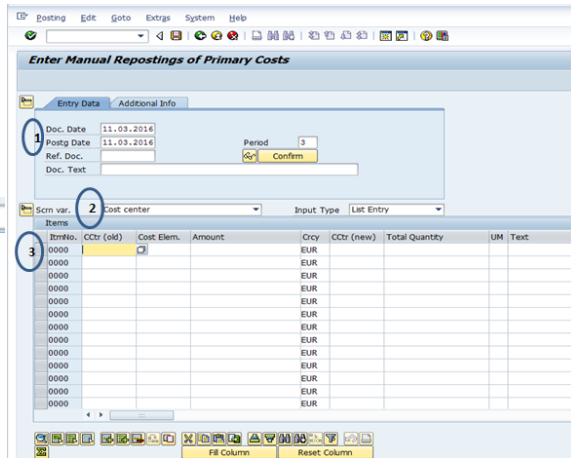 Posting Edit Goto Extras System Help
Enter Manual Repostings of Primary Costs
Entry Data Additional Info
1
Doc. Date 11.03.2016
Postg Date 11.03.2016 Period 3
Ref. Doc. Confirm
Doc. Text
Scrn var. 2 Cost center Input Type List Entry
Items
ItmNo. CCtr (old) Cost Elem. Amount Crcy CCtr (new) Total Quantity UM Text
3 0000 EUR
0000 EUR
0000 EUR
0000 EUR
0000 EUR
0000 EUR
0000 EUR
0000 EUR
0000 EUR
0000 EUR
0000 EUR
0000 EUR
0000 EUR
Fill Column Reset Column